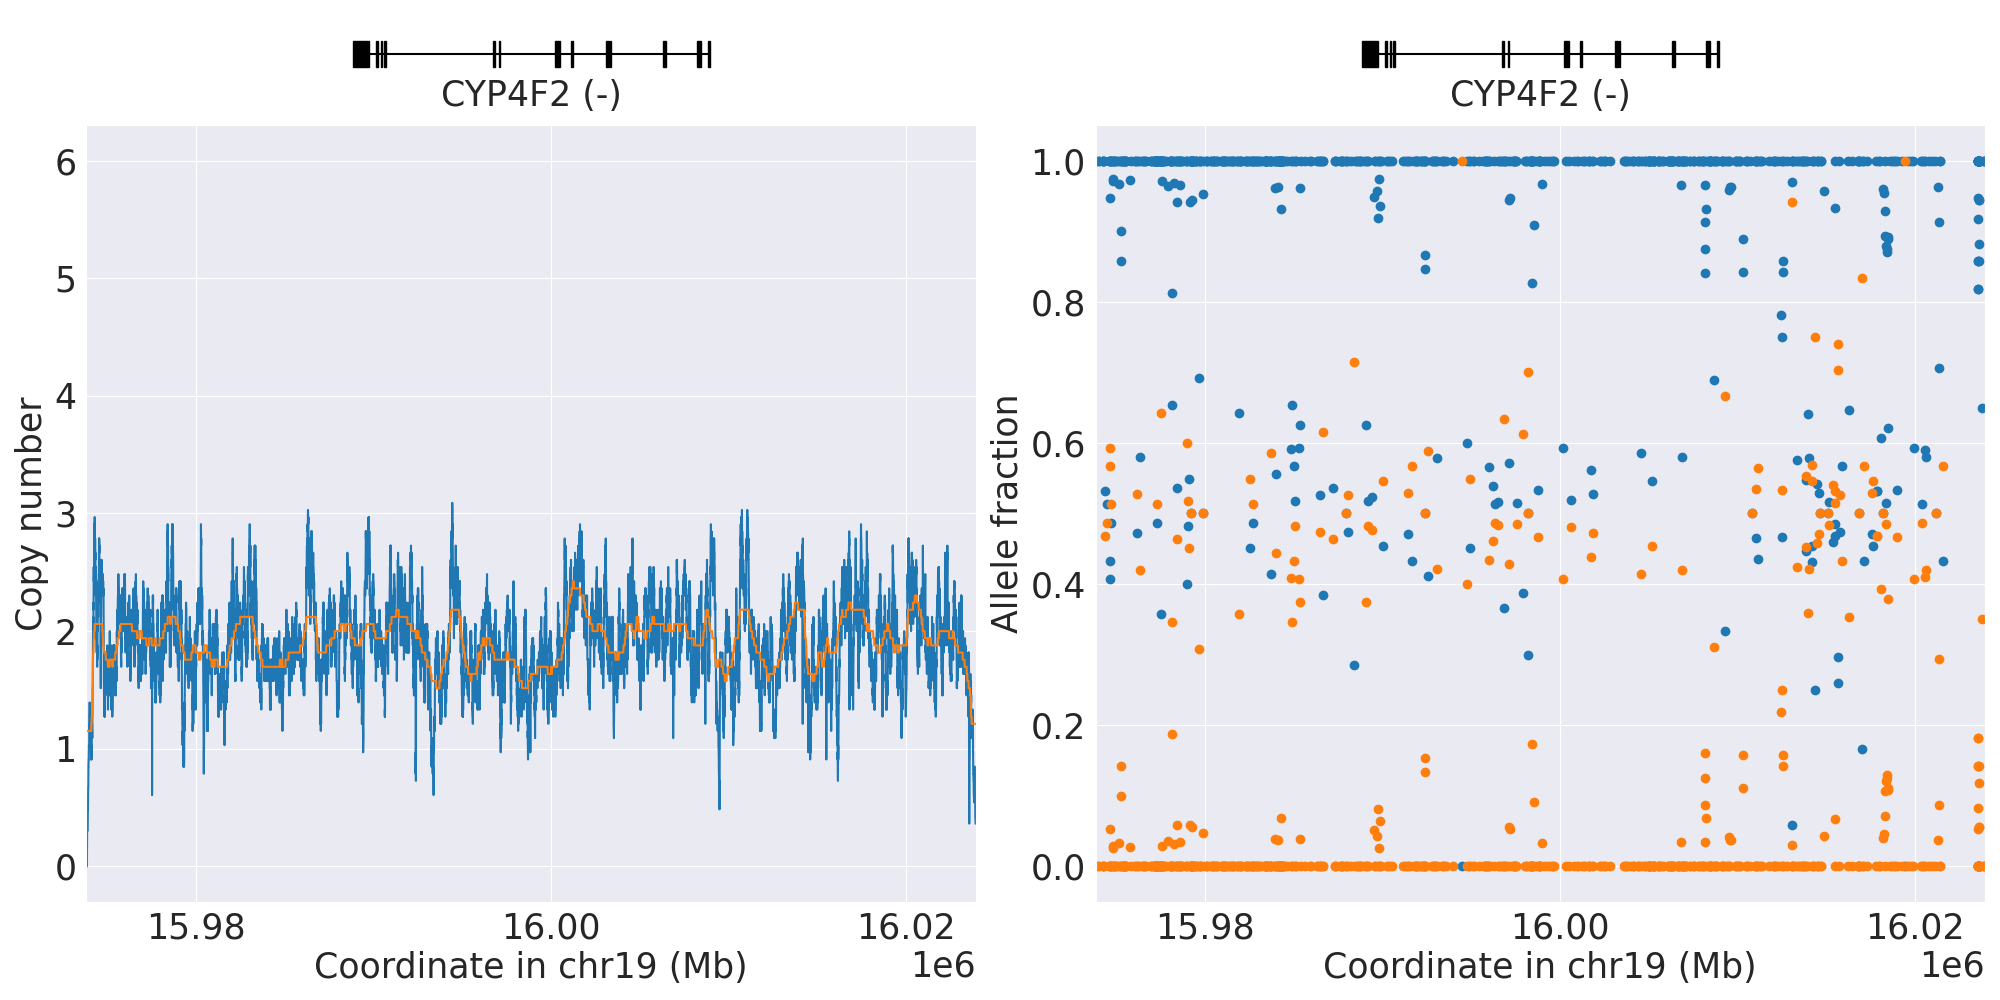 CYP4F2 (-)
6
5
4
3
2
1
0
Copy number
15.98
16.00
16.02
Coordinate in chr19 (Mb)
1e6
CYP4F2 (-)
1.0
0.8
0.6
0.4
0.2
0.0
Allele fraction
15.98
16.00
16.02
Coordinate in chr19 (Mb)
1e6